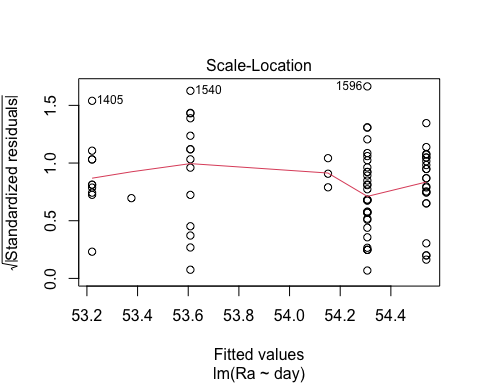 Scale-Location
√|Standardized residuals|
1.5
1.0
0.5
0.0
1405
1540
1596
53.2 53.4 53.6 53.8 54.0 54.2 54.4
Fitted values
lm(Ra ~ day)